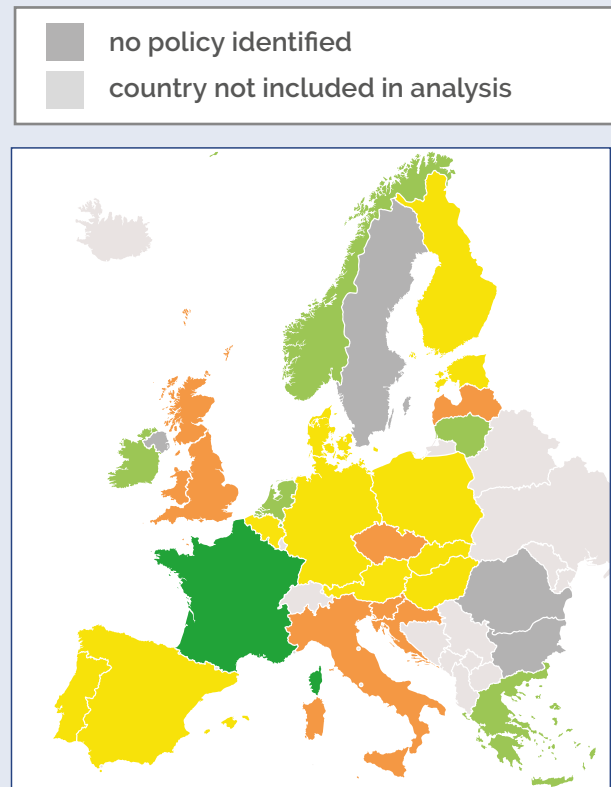 no policy identified
country not included in analysis